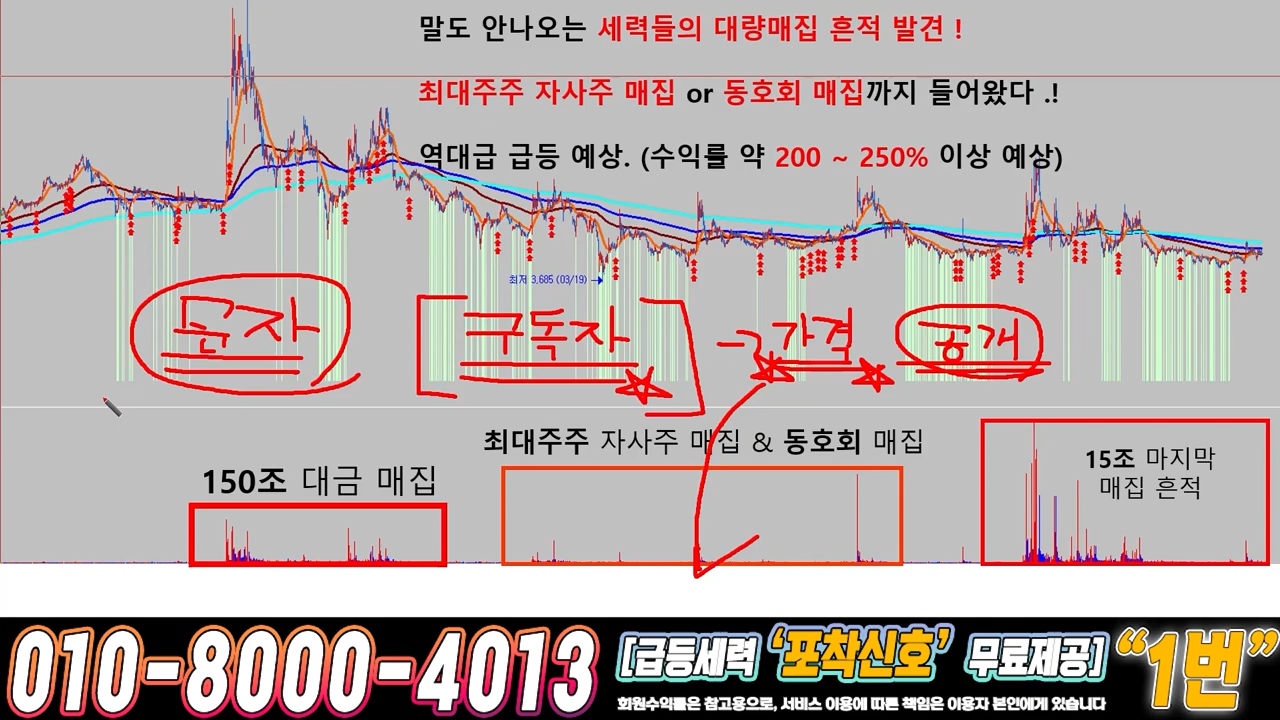 말도 안나오는 세력들의 대량매집 흔적 발견 !
최대주주 자사주 매집 or 동호회 매집까지 들어왔다 .!
역대급 급등 예상. (수익률 약 200 ~ 250% 이상 예상)
최저 3,685 (03/19)
문자 [구독자] 가격 공개
최대주주 자사주 매집 & 동호회 매집
150조 대금 매집
15조 마지막
매집 흔적
010-8000-4013 [급등세력 ‘포착신호’ 무료제공] “1번”
회원수익률은 참고용으로, 서비스 이용에 따른 책임은 이용자 본인에게 있습니다